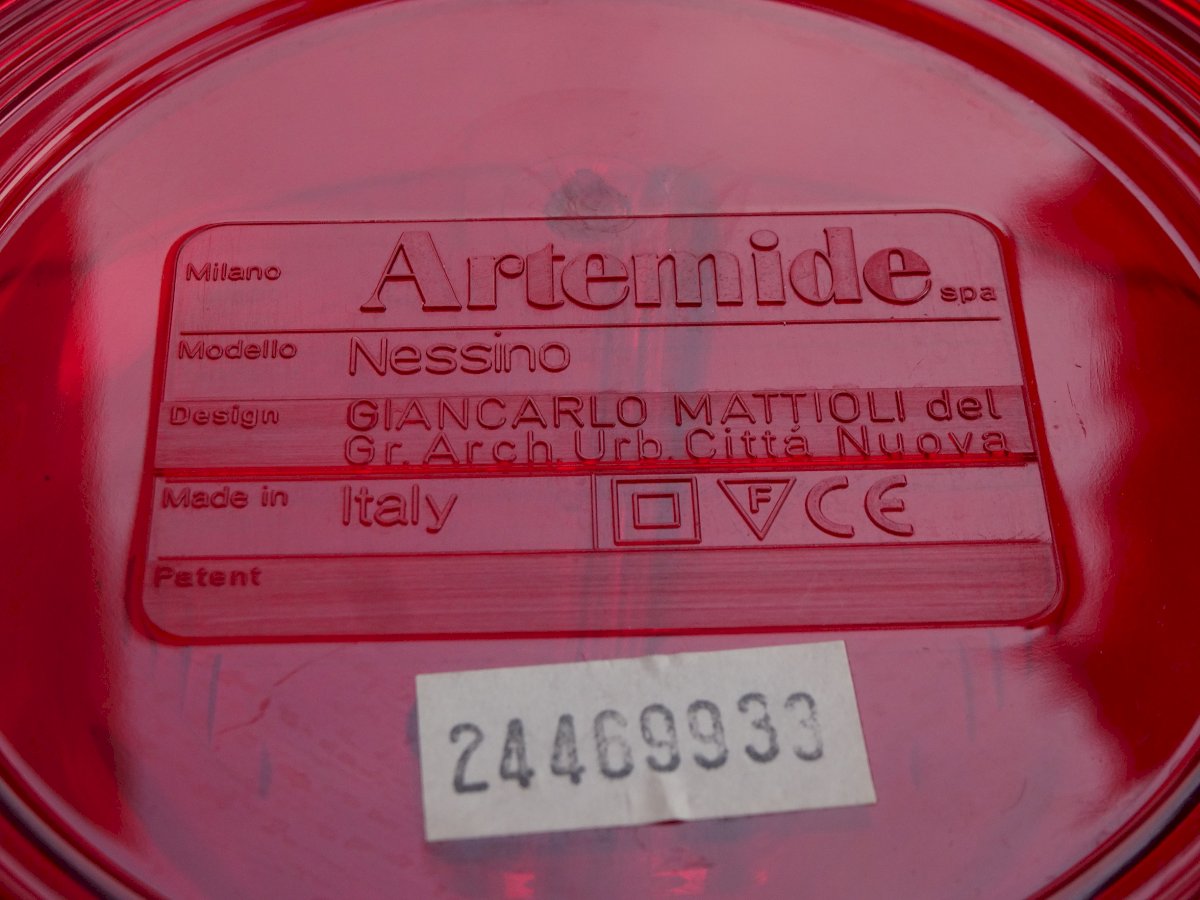 Milano Artemide spa
Modello Nessino
Design GIANCARLO MATTIOLI del
Gr. Arch. Urb. Cittá Nuova
Made in Italy F CE
Patent
24469933